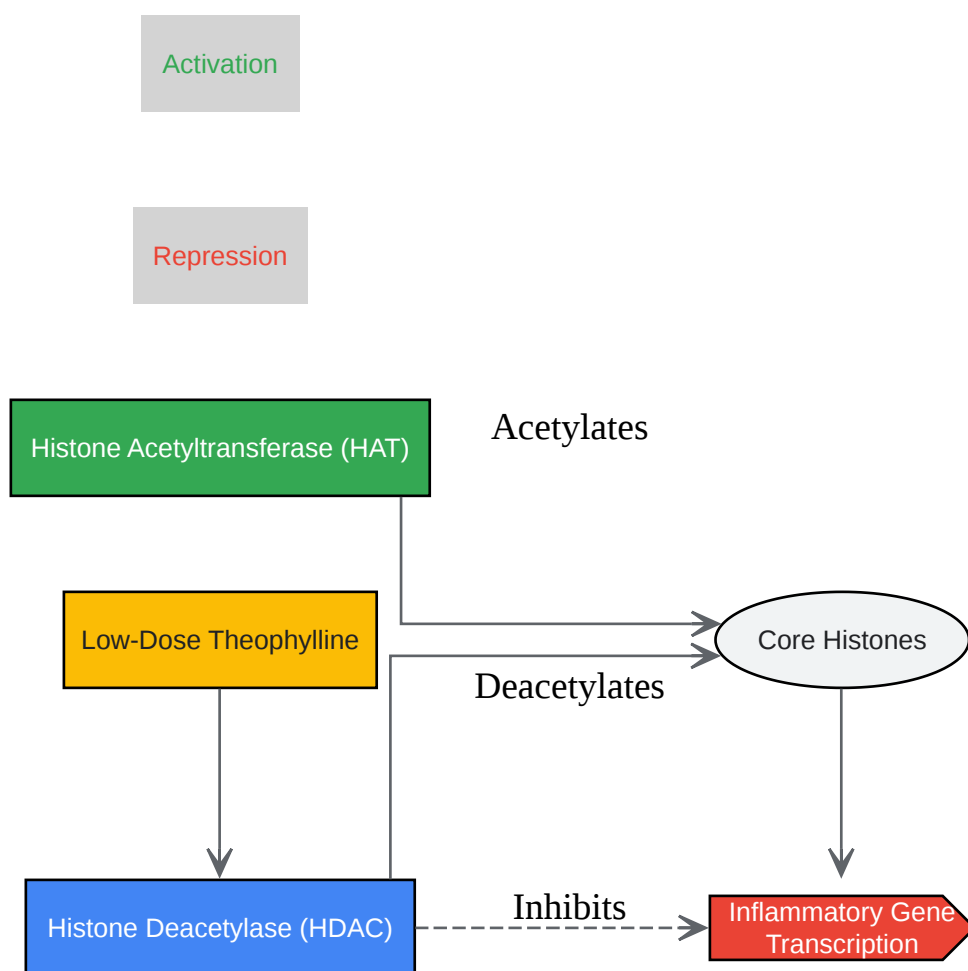 Activation
Repression
Histone Acetyltransferase (HAT)
Acetylates
Low-Dose Theophylline
Core Histones
Deacetylates
Histone Deacetylase (HDAC)
Inhibits
Inflammatory Gene
Transcription